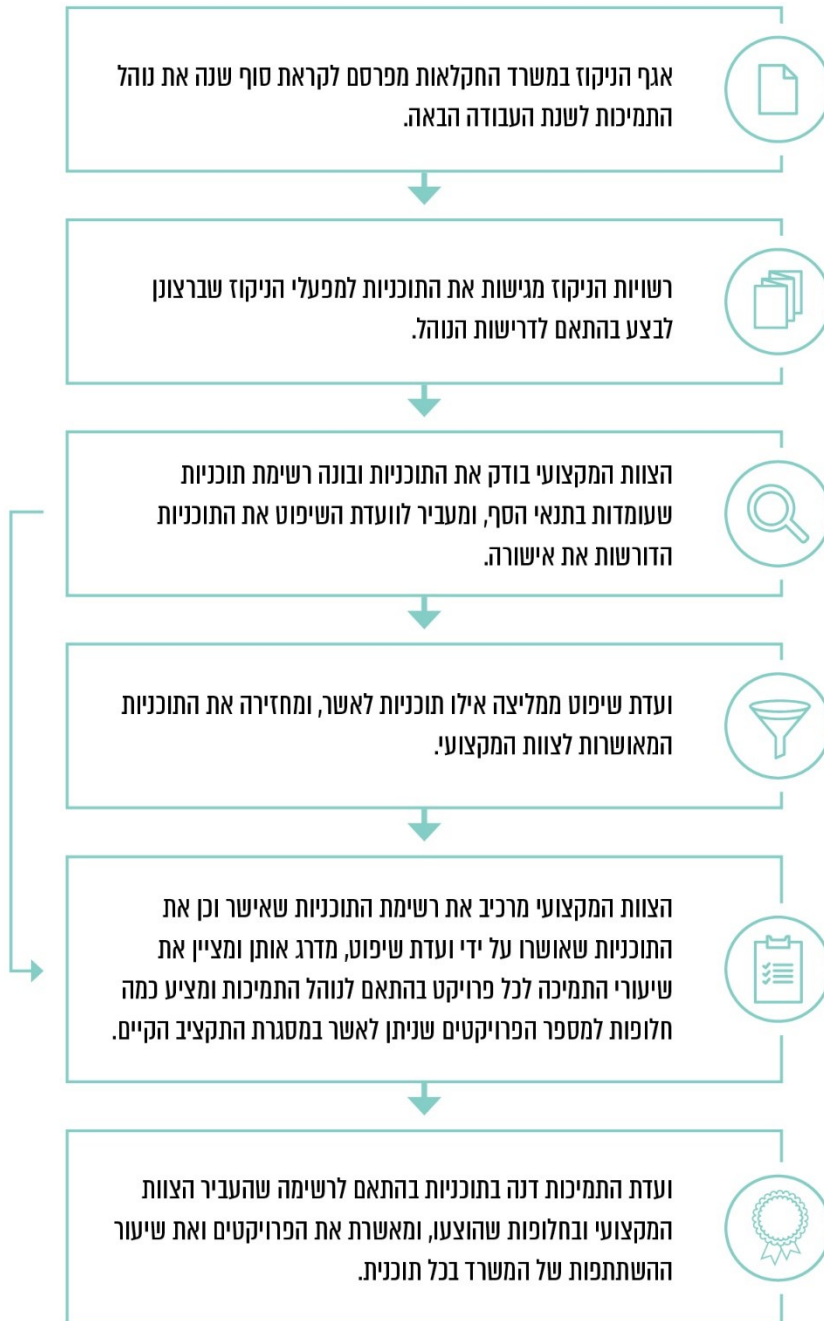 אגף הניקוז במשרד החקלאות מפרסם לקראת סוף שנה את נוהל
התמיכות לשנת העבודה הבאה.
רשויות הניקוז מגישות את התוכניות למפעלי הניקוז שברצונן
לבצע בהתאם לדרישות הנוהל.
הצוות המקצועי בודק את התוכניות ובונה רשימת תוכניות
שעומדות בתנאי הסף, ומעביר לוועדת השיפוט את התוכניות
הדורשות את אישורה.
ועדת שיפוט ממליצה אילו תוכניות לאשר, ומחזירה את התוכניות
המאושרות לצוות המקצועי.
הצוות המקצועי מרכיב את רשימת התוכניות שאישר וכן את
התוכניות שאושרו על ידי ועדת שיפוט, מדרג אותן ומציין את
שיעורי התמיכה לכל פרויקט בהתאם לנוהל התמיכות ומציע כמה
חלופות למספר הפרויקטים שניתן לאשר במסגרת התקציב הקיים.
ועדת התמיכות דנה בתוכניות בהתאם לרשימה שהעביר הצוות
המקצועי ובחלופות שהוצעו, ומאשרת את הפרויקטים ואת שיעור
ההשתתפות של המשרד בכל תוכנית.